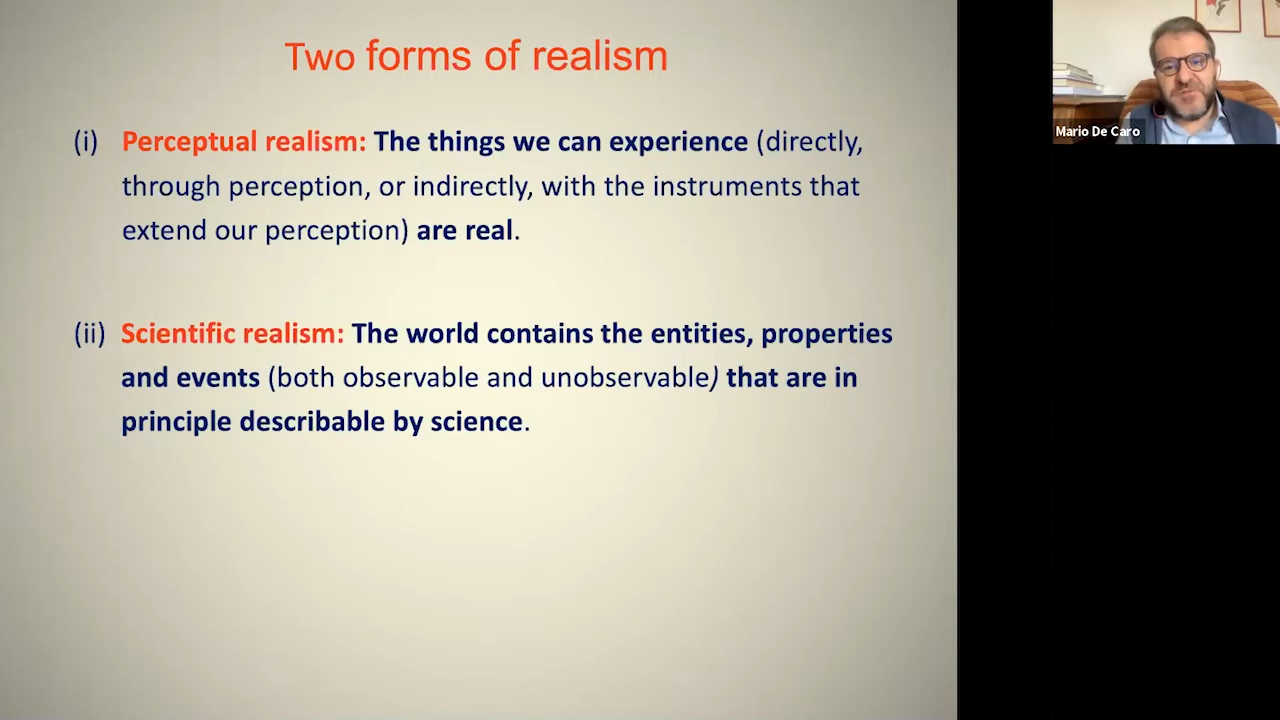 Two forms of realism
(i) Perceptual realism: The things we can experience (directly,
through perception, or indirectly, with the instruments that
extend our perception) are real.
(ii) Scientific realism: The world contains the entities, properties
and events (both observable and unobservable) that are in
principle describable by science.
Mario De Caro